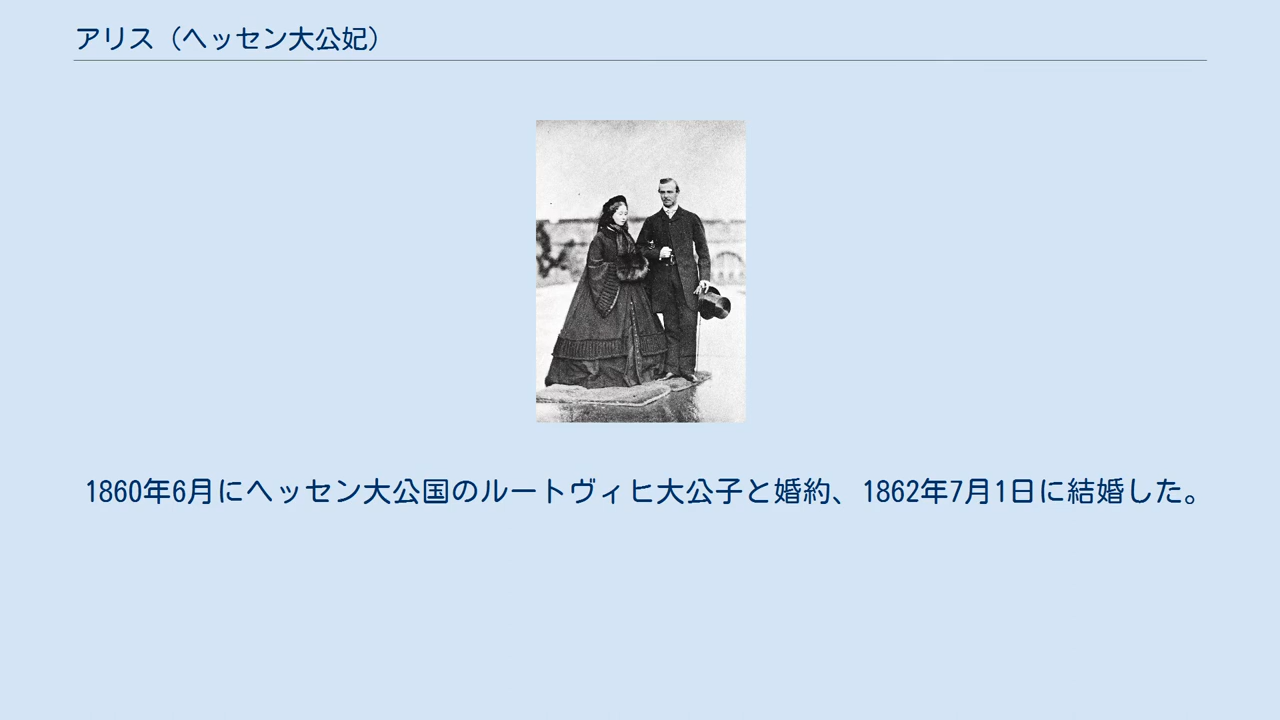 アリス（ヘッセン大公妃）
1860年6月にヘッセン大公国のルートヴィヒ大公子と婚約、1862年7月1日に結婚した。